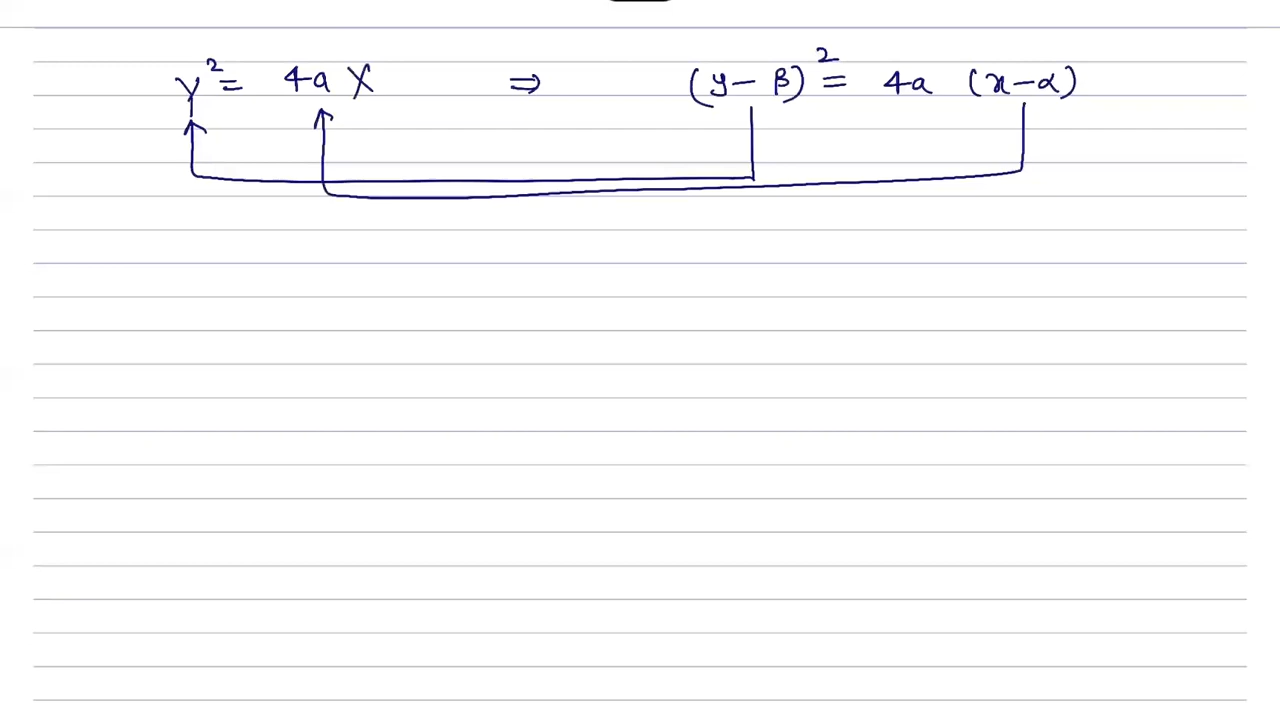 Y² = 4a X ⇒ (y − β)² = 4a (x − α)